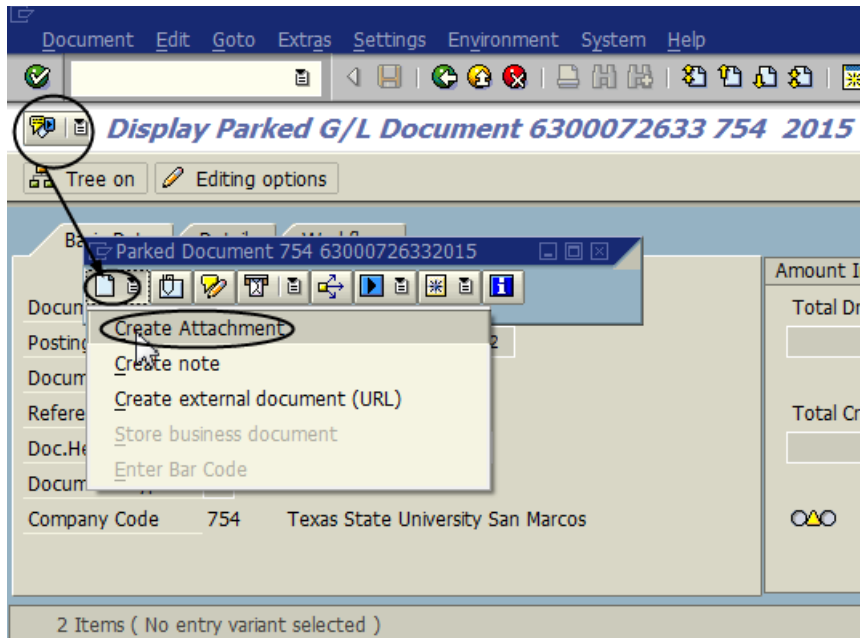 Document Edit Goto Extras Settings Environment System Help
Display Parked G/L Document 6300072633 754 2015
Tree on Editing options
Parked Document 754 63000726332015
Amount I
Docun
Total Dr
Create Attachment
Posting
2
Create note
Docum
Create external document (URL)
Refere
Total Cr
Store business document
Doc.He
Enter Bar Code
Docum
Company Code 754 Texas State University San Marcos
2 Items ( No entry variant selected )